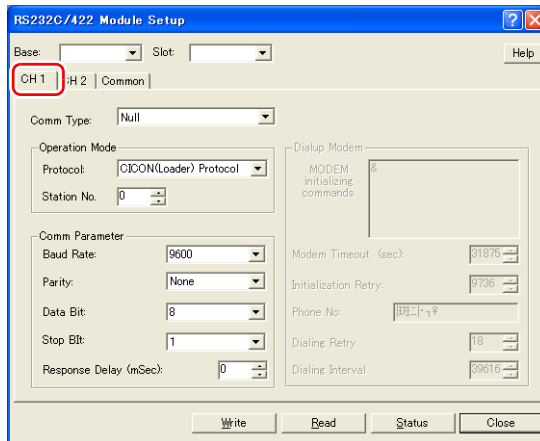 RS232C/422 Module Setup
Base: Slot: Help
CH 1 CH 2 Common
Comm Type: Null
Operation Mode
Protocol: CICON(Loader) Protocol
Station No. 0
Comm Parameter
Baud Rate: 9600
Parity: None
Data Bit: 8
Stop BIt: 1
Response Delay (mSec): 0
Dialup Modem
MODEM initializing commands &
Modem Timeout (sec): 31875
Initialization Retry: 9736
Phone No:
Dialing Retry 18
Dialing Interval 39616
Write Read Status Close